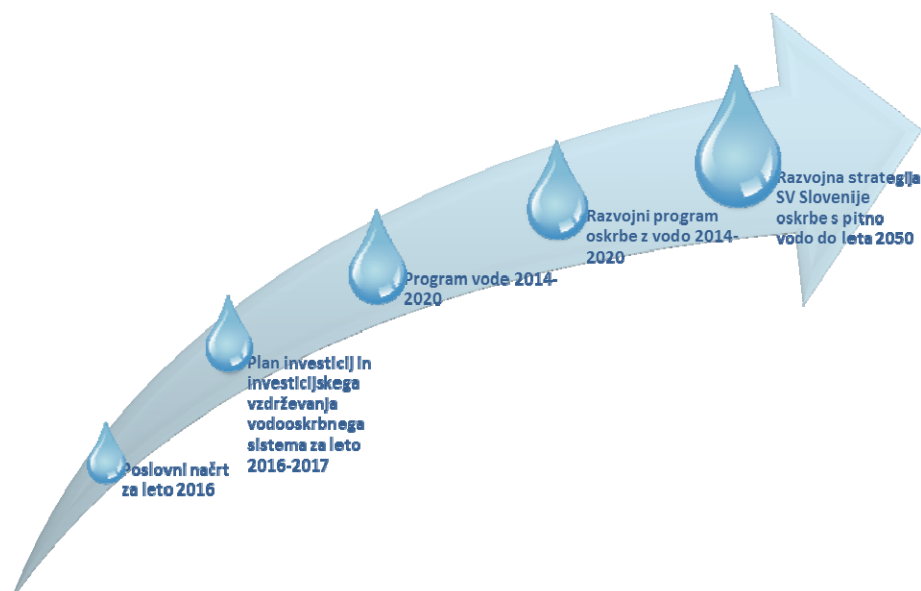 Poslovni načrt
za leto 2016
Plan investicij in
investicijskega
vzdrževanja
vodooskrbnega
sistema za leto
2016-2017
Program vode 2014-
2020
Razvojni program
oskrbe z vodo 2014-
2020
Razvojna strategija
SV Slovenije
oskrbe s pitno
vodo do leta 2050